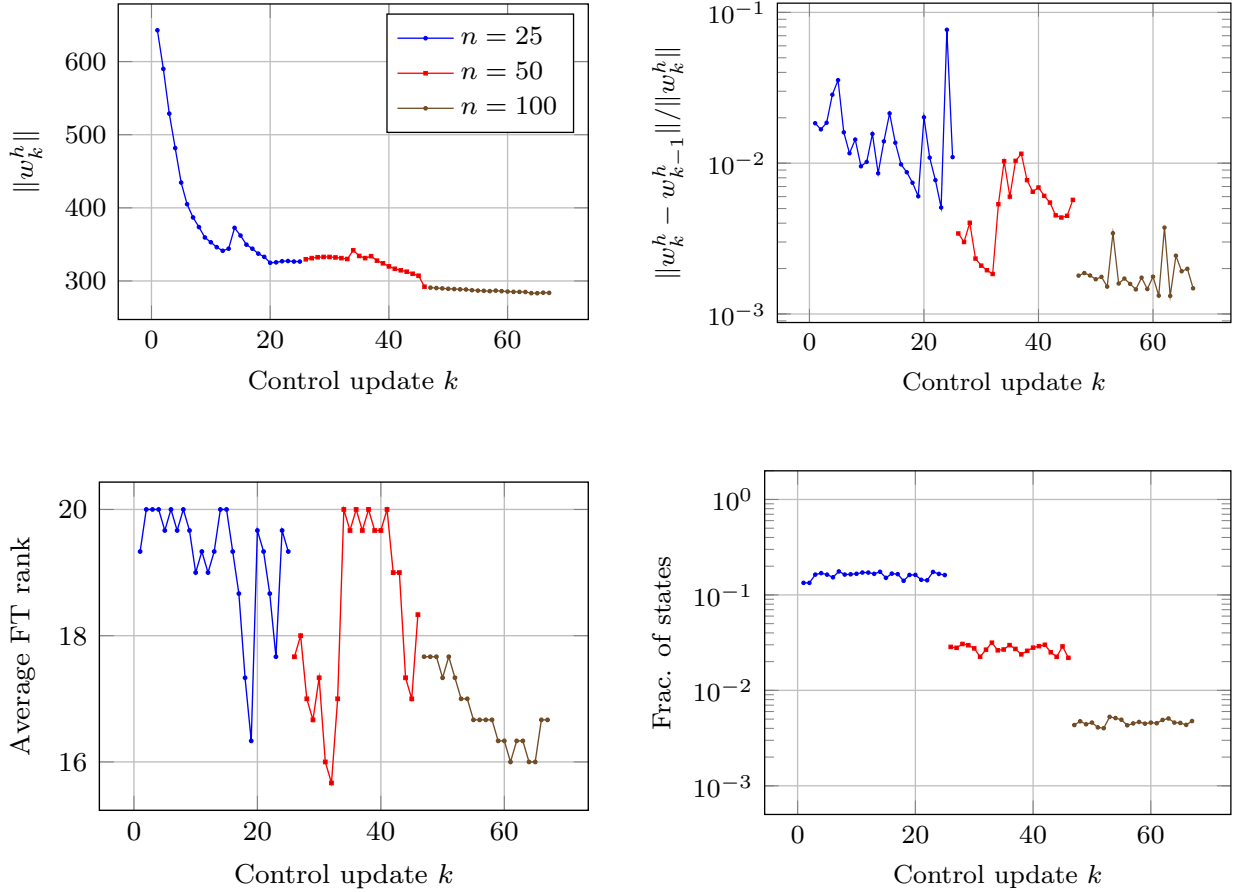 600
500
400
300
0
20
40
60
||w_k^h||
Control update k
n = 25
n = 50
n = 100
10^{-1}
10^{-2}
10^{-3}
0
20
40
60
||w_k^h − w_{k−1}^h||/||w_k^h||
Control update k
20
18
16
0
20
40
60
Average FT rank
Control update k
10^0
10^{-1}
10^{-2}
10^{-3}
0
20
40
60
Frac. of states
Control update k